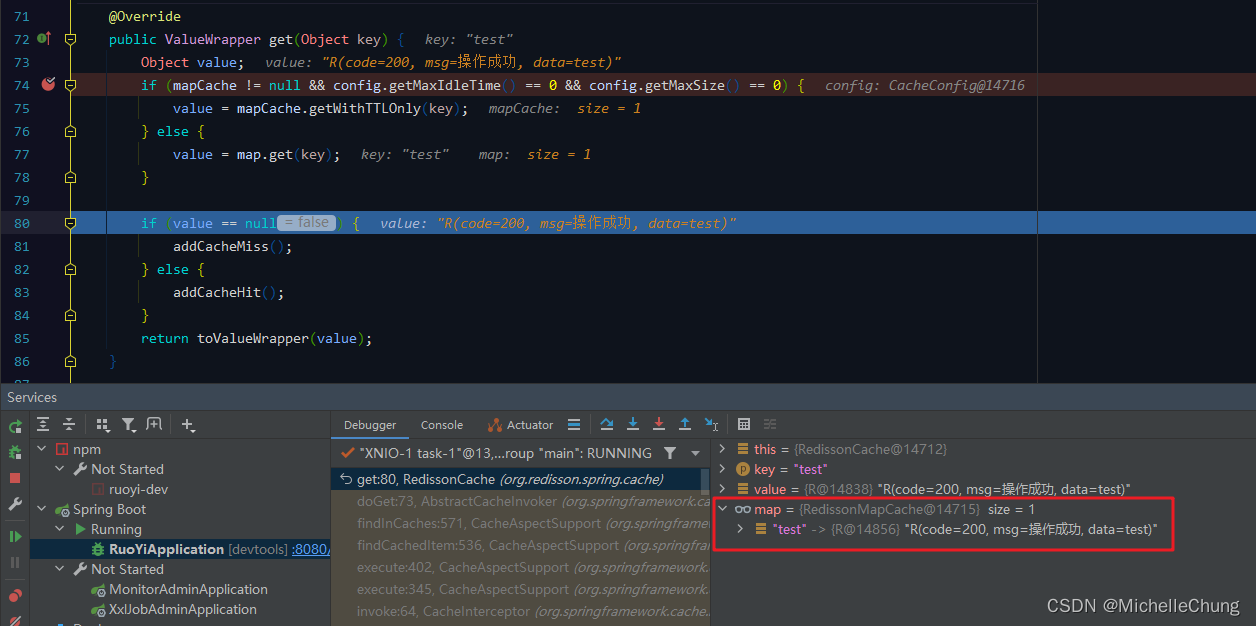 71 @Override
72 public ValueWrapper get(Object key) { key: "test"
73 Object value; value: "R(code=200, msg=操作成功, data=test)"
74 if (mapCache != null && config.getMaxIdleTime() == 0 && config.getMaxSize() == 0) { config: CacheConfig@14716
75 value = mapCache.getWithTTLOnly(key); mapCache: size = 1
76 } else {
77 value = map.get(key); key: "test" map: size = 1
78 }
79
80 if (value == null = false ) { value: "R(code=200, msg=操作成功, data=test)"
81 addCacheMiss();
82 } else {
83 addCacheHit();
84 }
85 return toValueWrapper(value);
86 }
Services
npm
Not Started
ruoyi-dev
Spring Boot
Running
RuoYiApplication [devtools] :8080/
Not Started
MonitorAdminApplication
XxlJobAdminApplication
Debugger Console Actuator
"XNIO-1 task-1"@13,...roup "main": RUNNING
get:80, RedissonCache (org.redisson.spring.cache)
doGet:73, AbstractCacheInvoker (org.springframework
findInCaches:571, CacheAspectSupport (org.springframe
findCachedItem:536, CacheAspectSupport (org.springfra
execute:402, CacheAspectSupport (org.springframework.
execute:345, CacheAspectSupport (org.springframework.
invoke:64, CacheInterceptor (org.springframework.cache.
this = {RedissonCache@14712}
key = "test"
value = {R@14838} "R(code=200, msg=操作成功, data=test)"
map = {RedissonMapCache@14715} size = 1
"test" -> {R@14856} "R(code=200, msg=操作成功, data=test)"
CSDN @MichelleChung